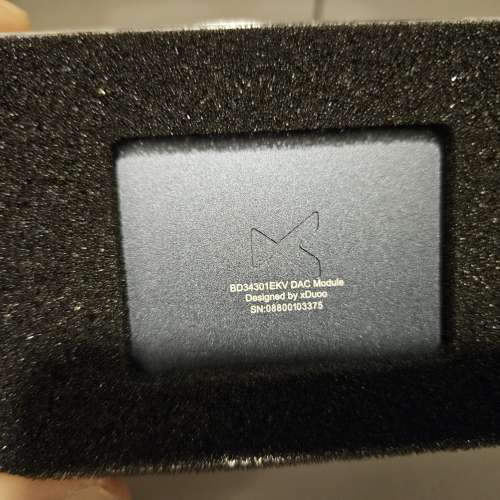 BD34301EKV DAC Module
Designed by xDuoo
SN:08800103375